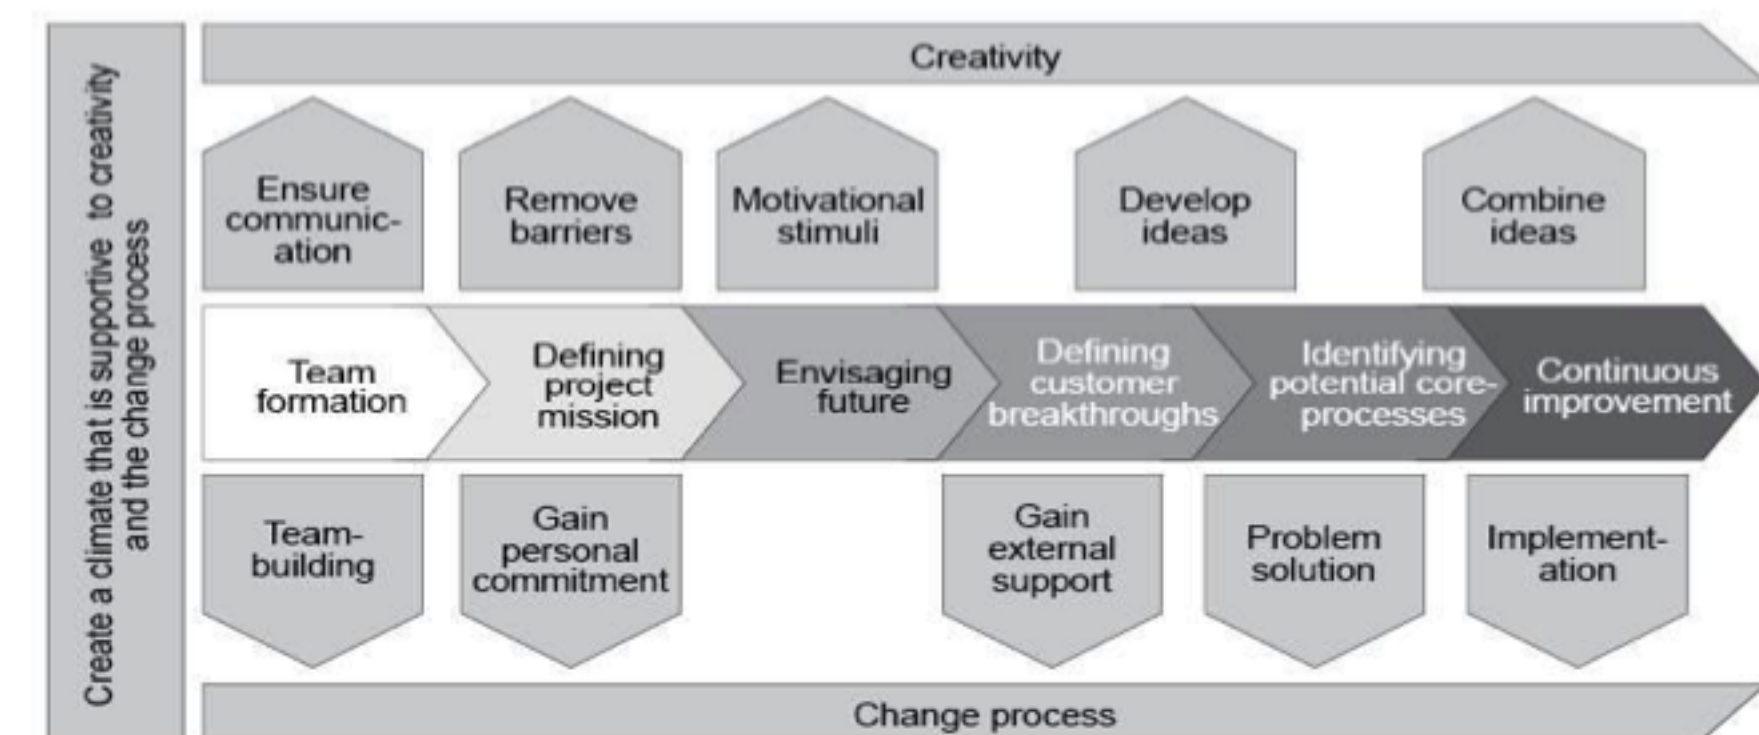 Create a climate that is supportive to creativity
and the change process
Creativity
Ensure
communic-
ation
Remove
barriers
Motivational
stimuli
Develop
ideas
Combine
ideas
Team
formation
Defining
project
mission
Envisaging
future
Defining
customer
breakthroughs
Identifying
potential core-
processes
Continuous
improvement
Team-
building
Gain
personal
commitment
Gain
external
support
Problem
solution
Implement-
ation
Change process